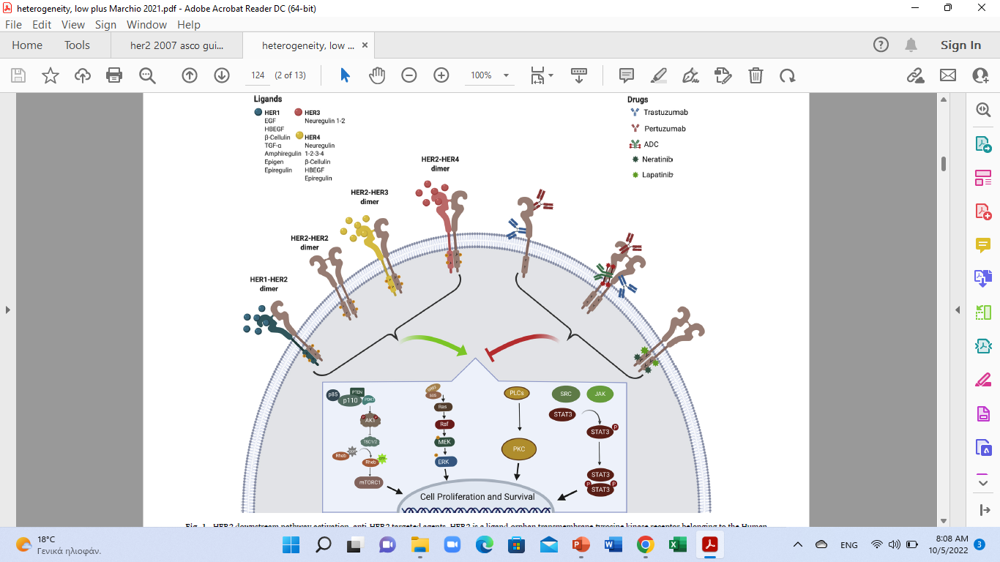 heterogeneity, low plus Marchio 2021.pdf - Adobe Acrobat Reader DC (64-bit)
File Edit View Sign Window Help
Home Tools her2 2007 asco gui... heterogeneity, low ... ×
Sign In
124 (2 of 13) 100%
Ligands
HER1
EGF
HBEGF
β-Cellulin
TGF-α
Amphiregulin
Epigen
Epiregulin
HER3
Neuregulin 1-2
HER4
Neuregulin
1-2-3-4
β-Cellulin
HBEGF
Epiregulin
Drugs
Trastuzumab
Pertuzumab
ADC
Neratinib
Lapatinib
HER2-HER4
dimer
HER2-HER3
dimer
HER2-HER2
dimer
HER1-HER2
dimer
p85
PTEN
p110
PDK1
AKT
P P
TSC1/2
Rheb
Rheb
mTORC1
SOS
Ras
Raf
MEK
ERK
PLCs
PKC
SRC JAK
STAT3
STAT3
P
STAT3
P P
STAT3
Cell Proliferation and Survival
Fig. 1. HER2 downstream pathway activation, anti-HER2 targeted agents. HER2 is a ligand-orphan transmembrane tyrosine kinase receptor belonging to the Human
18°C
Γενικά ηλιοφάν.
ENG
8:08 AM
10/5/2022
3